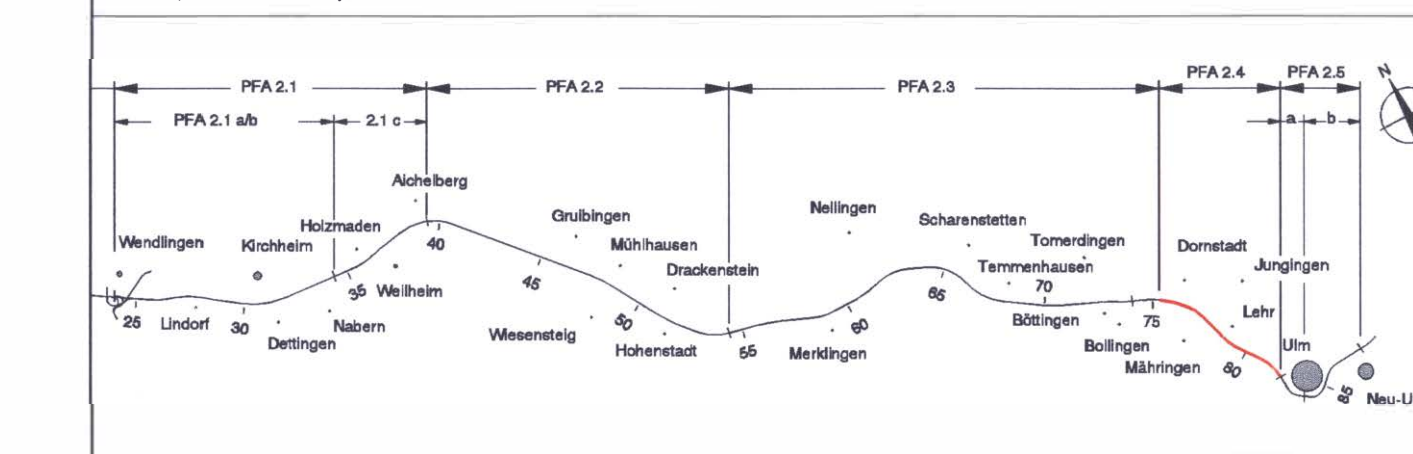 PFA 2.1
PFA 2.2
PFA 2.3
PFA 2.4
PFA 2.5
N
PFA 2.1 a/b
2.1 c
a
b
Aichelberg
Wendlingen
Kirchheim
Holzmaden
40
Gruibingen
Mühlhausen
Drackenstein
Nellingen
Scharenstetten
Tomerdingen
Temmenhausen
Dornstadt
Jungingen
25
Lindorf
30
Dettingen
Nabern
35
Weilheim
45
Wiesensteig
50
Hohenstadt
55
Merklingen
60
65
70
Böttingen
75
Bollingen
Mähringen
Lehr
80
Ulm
85
Neu-U